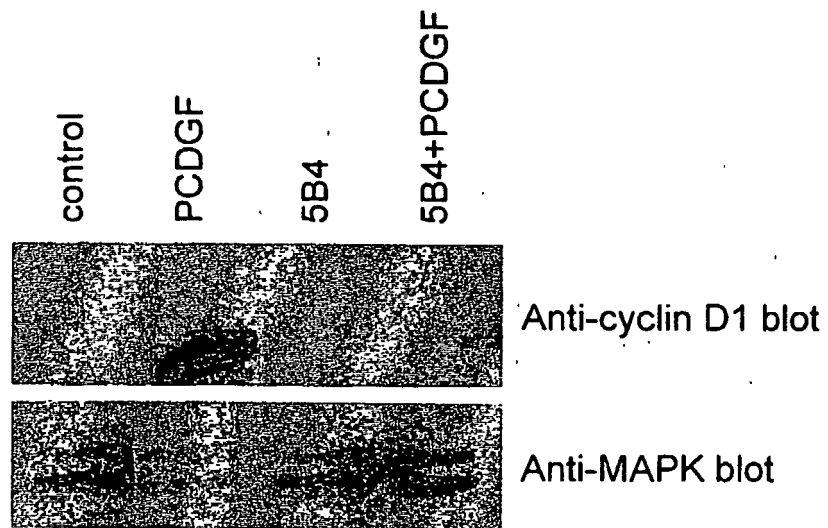 control
PCDGF
5B4
5B4+PCDGF
Anti-cyclin D1 blot
Anti-MAPK blot